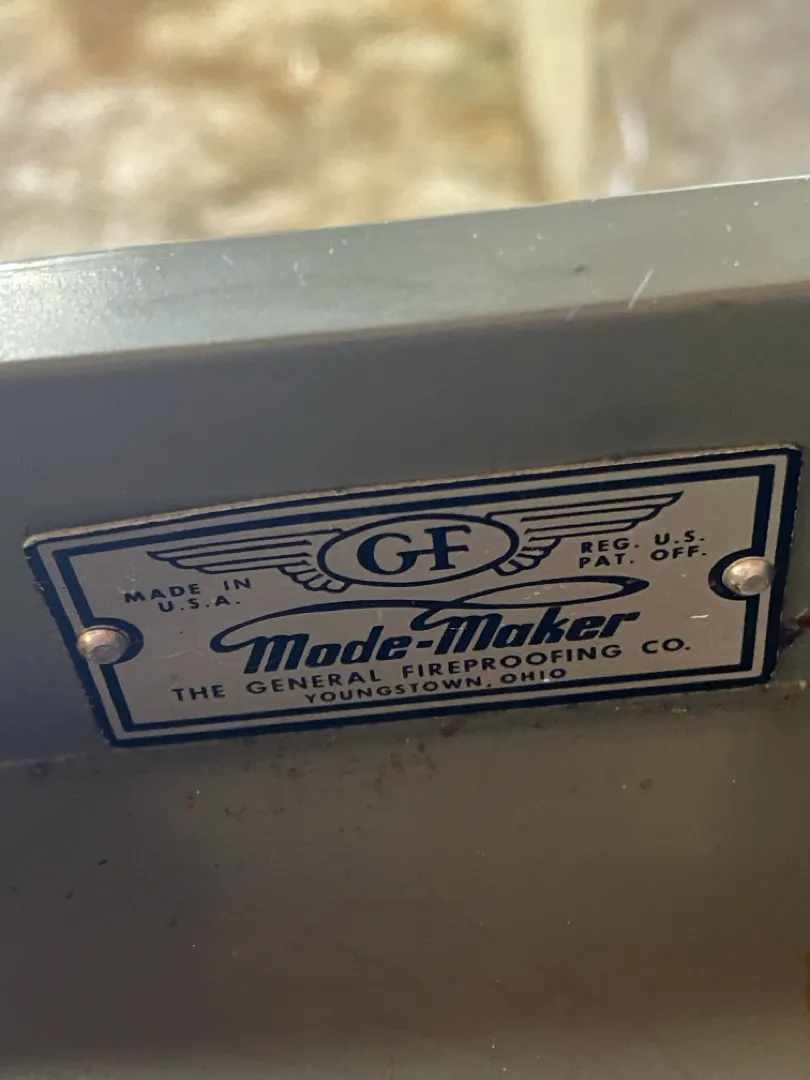 GF
MADE IN
U.S.A.
REG. U.S.
PAT. OFF.
Mode-Maker
THE GENERAL FIREPROOFING CO.
YOUNGSTOWN, OHIO